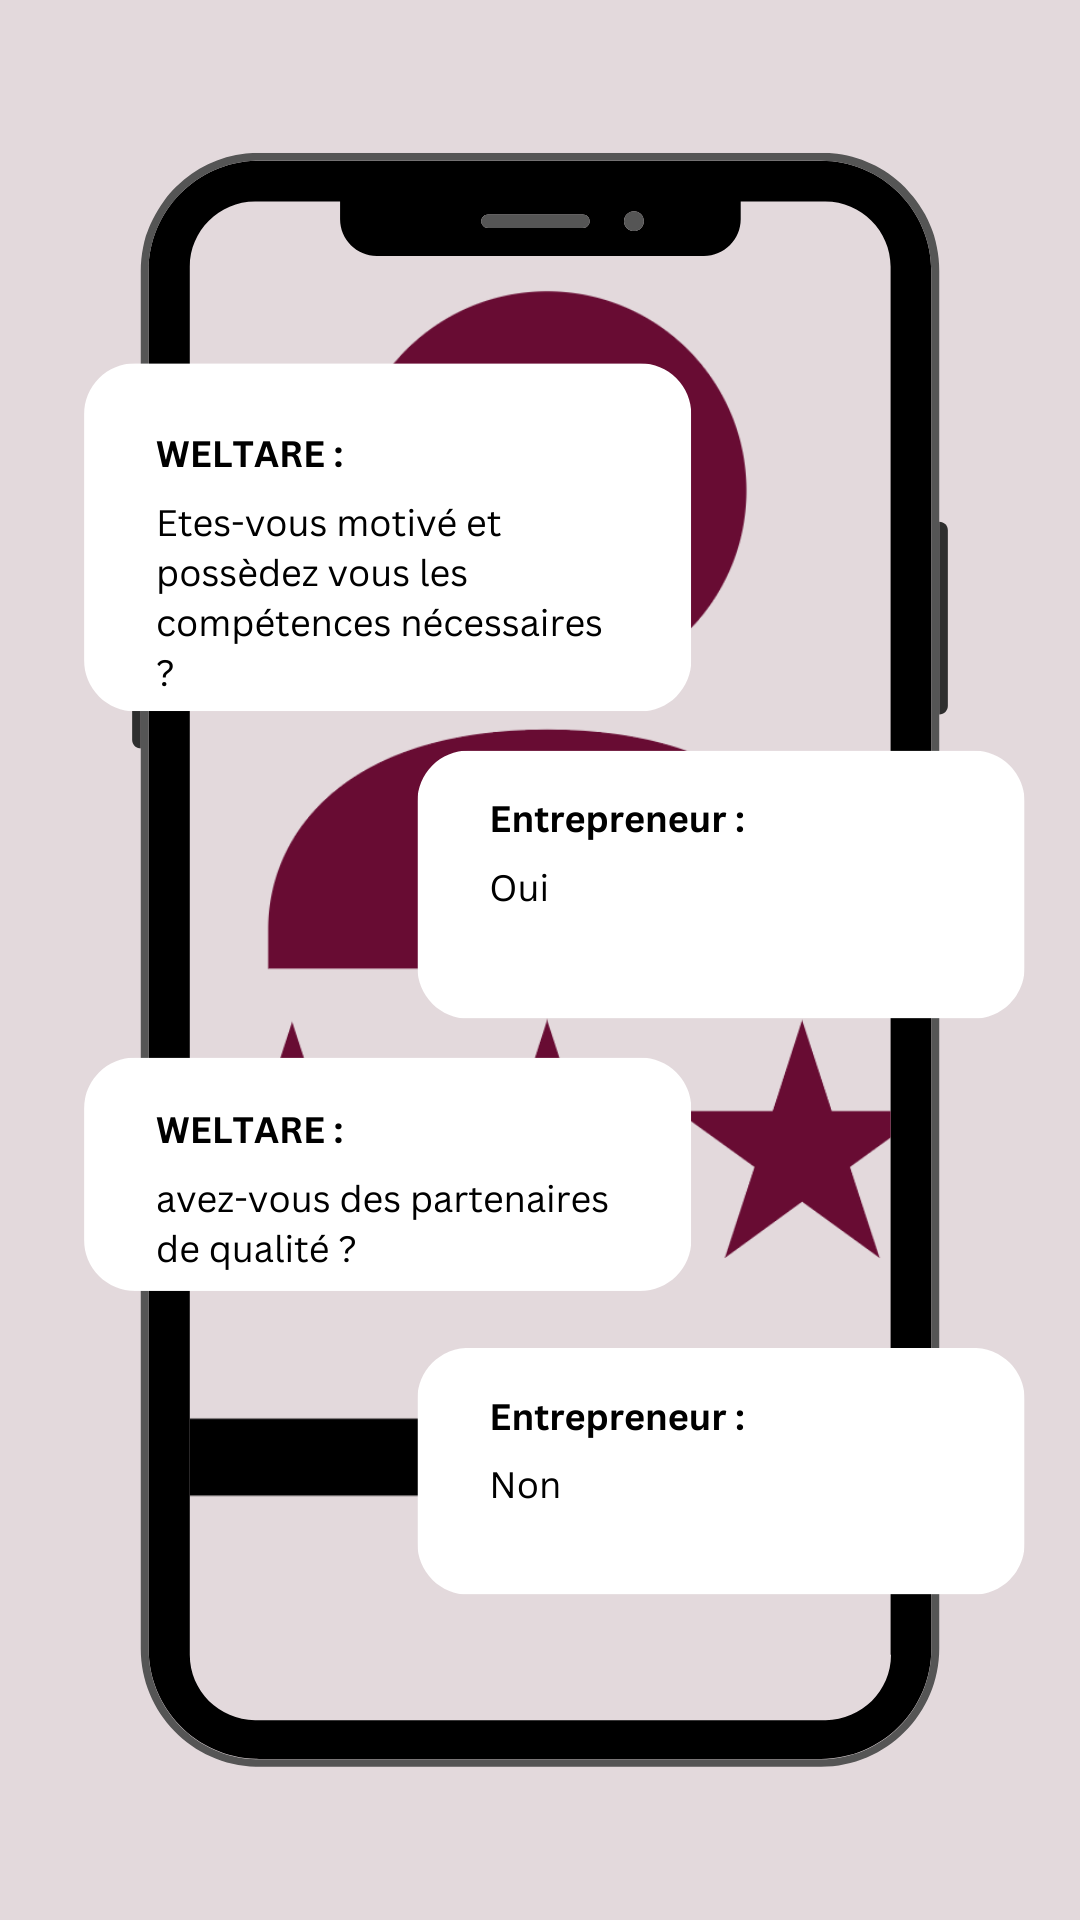 WELTARE :
Etes-vous motivé et
possèdez vous les
compétences nécessaires
?
Entrepreneur :
Oui
WELTARE :
avez-vous des partenaires
de qualité ?
Entrepreneur :
Non